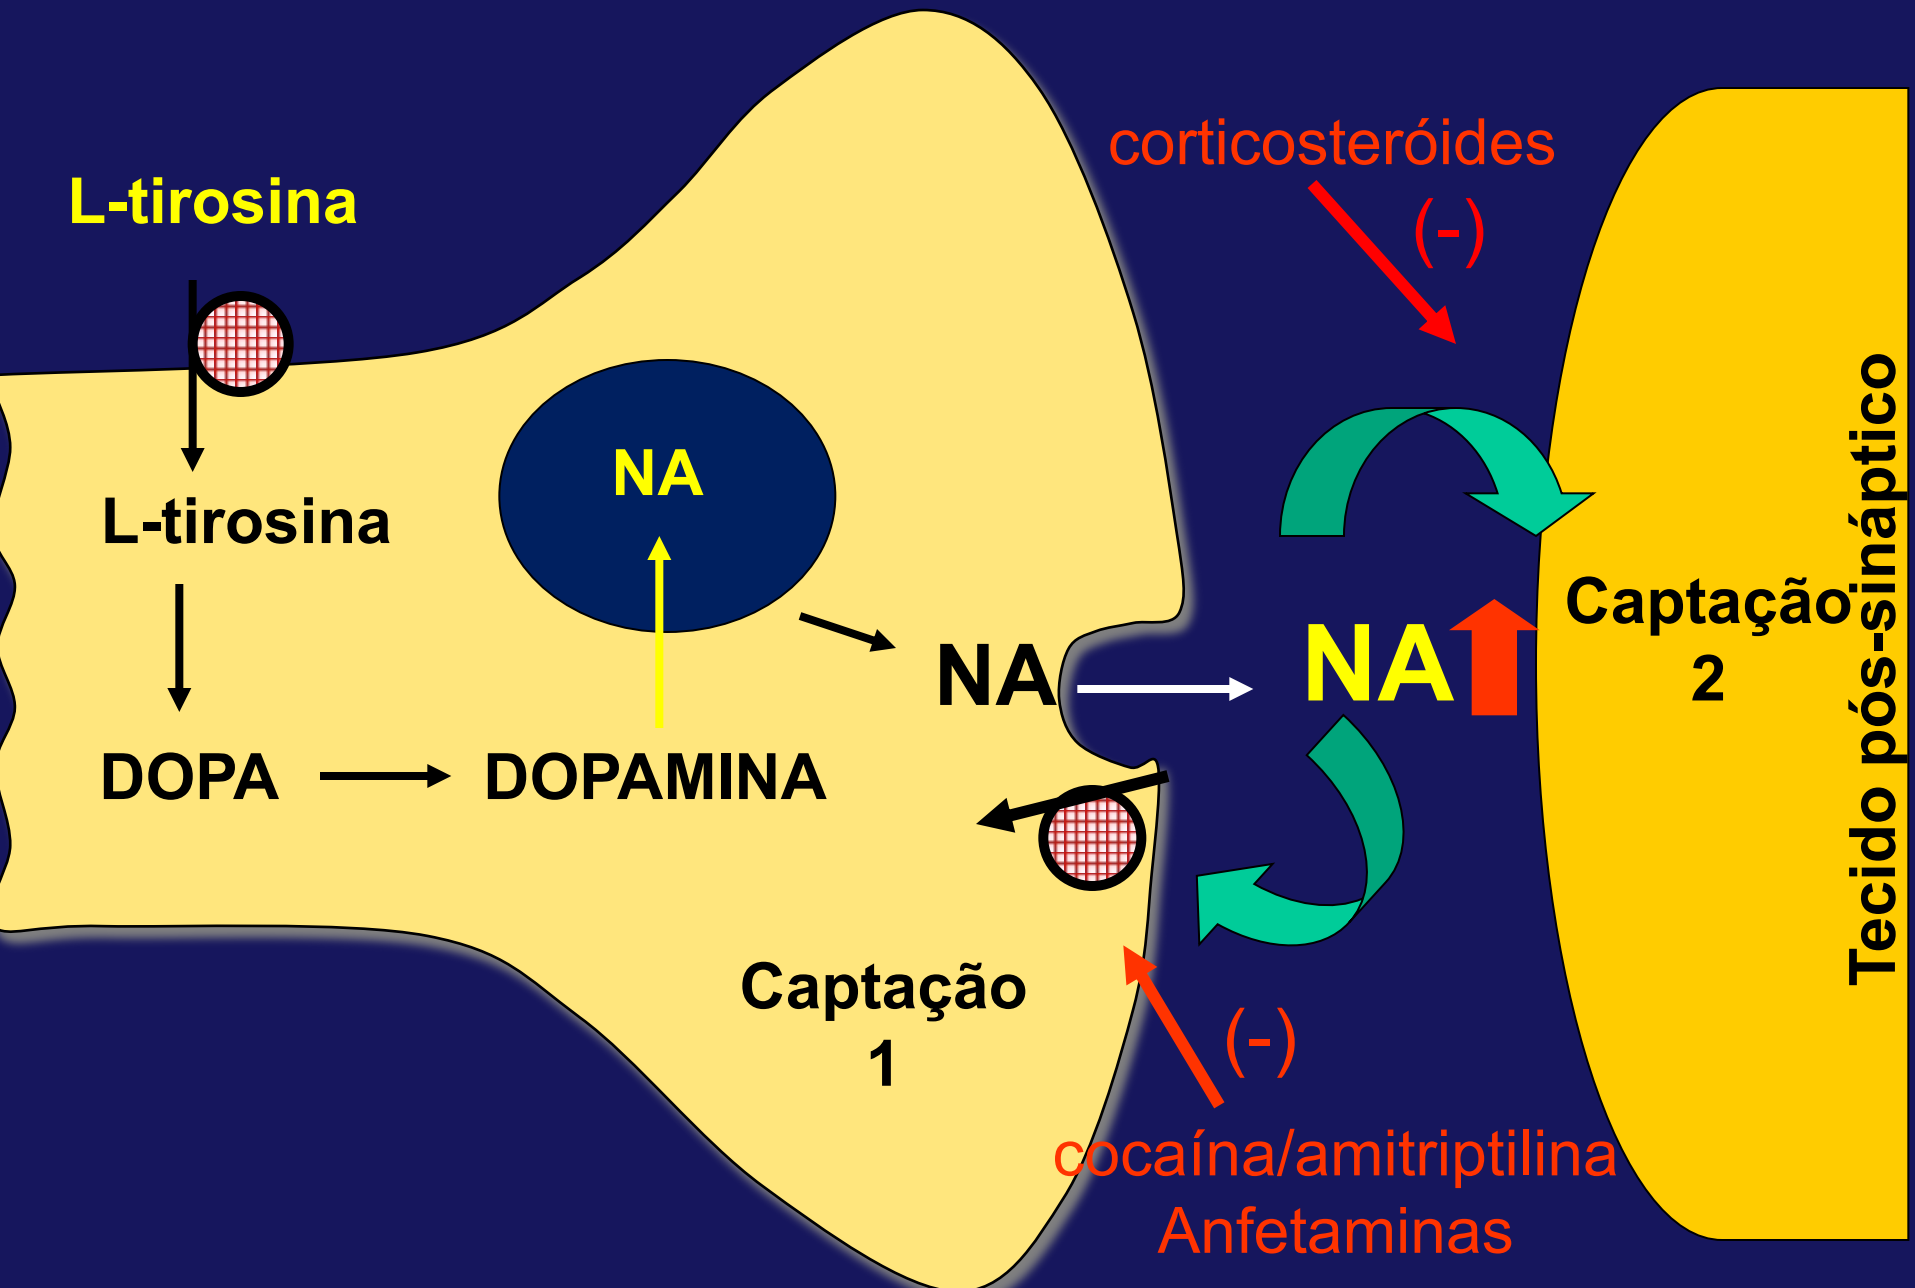 L-tirosina
L-tirosina
DOPA
DOPAMINA
NA
NA
NA
corticosteróides
(-)
Captação
2
Tecido pós-sináptico
Captação
1
(-)
cocaína/amitriptilina
Anfetaminas